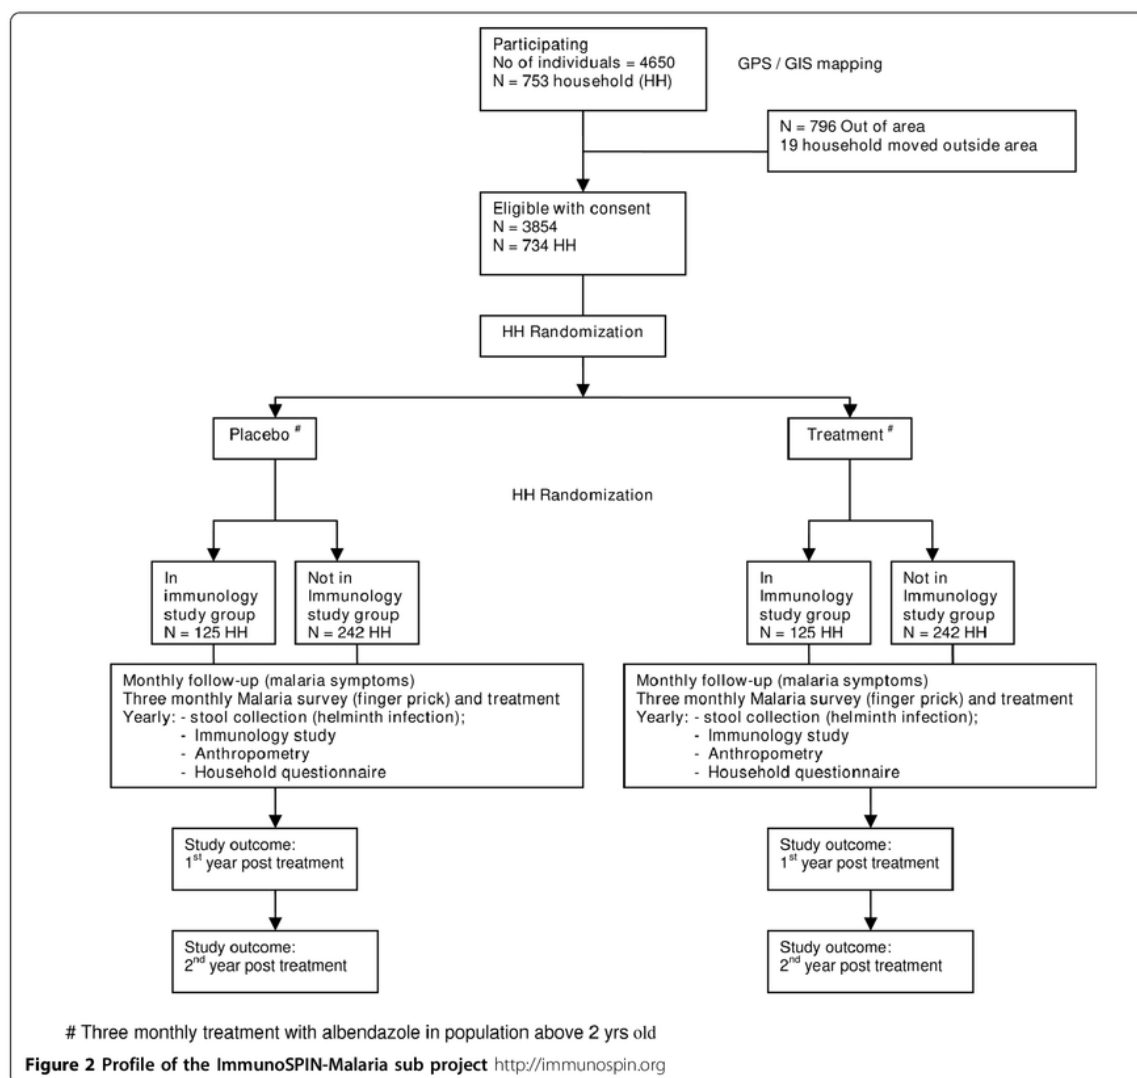 Participating
No of individuals = 4650
N = 753 household (HH)
GPS / GIS mapping
N = 796 Out of area
19 household moved outside area
Eligible with consent
N = 3854
N = 734 HH
HH Randomization
Placebo #
Treatment #
HH Randomization
In
immunology
study group
N = 125 HH
Not in
Immunology
study group
N = 242 HH
In
Immunology
study group
N = 125 HH
Not in
Immunology
study group
N = 242 HH
Monthly follow-up (malaria symptoms)
Three monthly Malaria survey (finger prick) and treatment
Yearly: - stool collection (helminth infection);
- Immunology study
- Anthropometry
- Household questionnaire
Monthly follow-up (malaria symptoms)
Three monthly Malaria survey (finger prick) and treatment
Yearly: - stool collection (helminth infection);
- Immunology study
- Anthropometry
- Household questionnaire
Study outcome:
1st year post treatment
Study outcome:
1st year post treatment
Study outcome:
2nd year post treatment
Study outcome:
2nd year post treatment
# Three monthly treatment with albendazole in population above 2 yrs old
Figure 2 Profile of the ImmunoSPIN-Malaria sub project http://immunospin.org